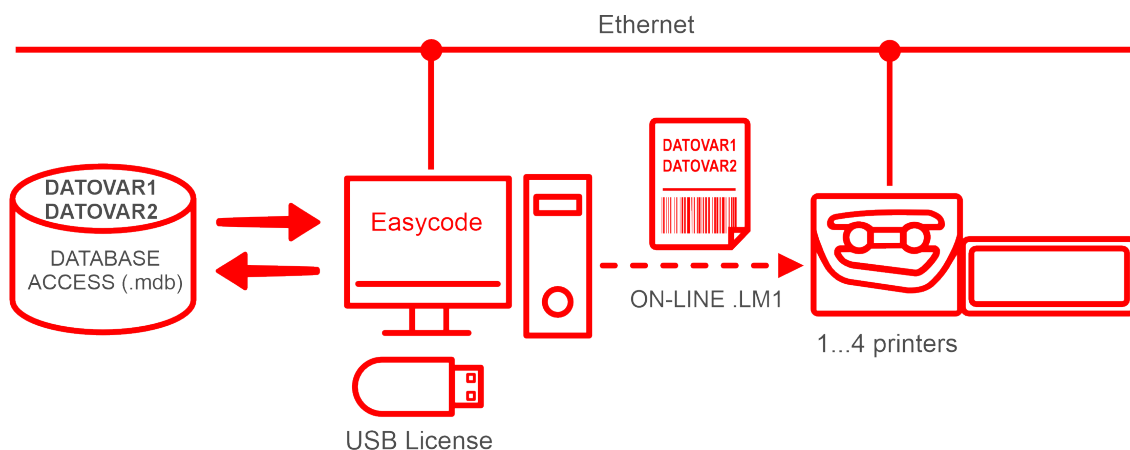 Ethernet
DATOVAR1
DATOVAR2
DATABASE
ACCESS (.mdb)
Easycode
USB License
DATOVAR1
DATOVAR2
ON-LINE .LM1
1...4 printers